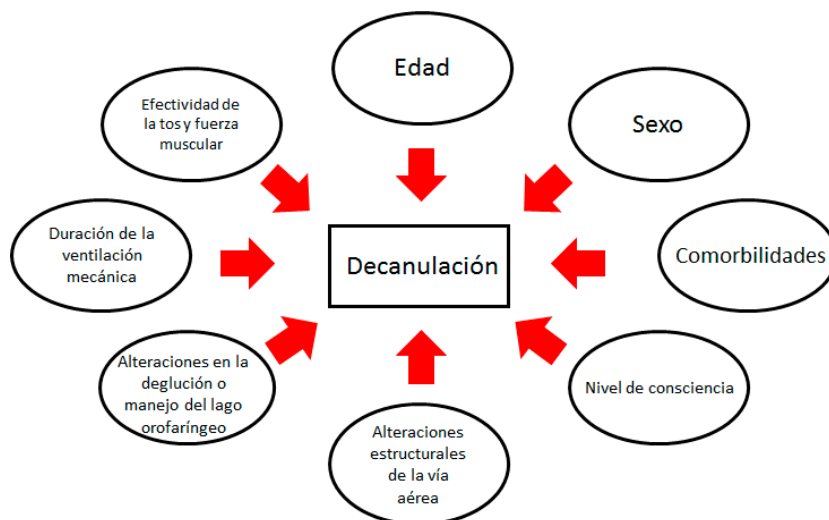 Edad
Efectividad de
la tos y fuerza
muscular
Sexo
Duración de la
ventilación
mecánica
Decanulación
Comorbilidades
Alteraciones en la
deglución o
manejo del lago
orofaríngeo
Nivel de consciencia
Alteraciones
estructurales
de la vía
aérea